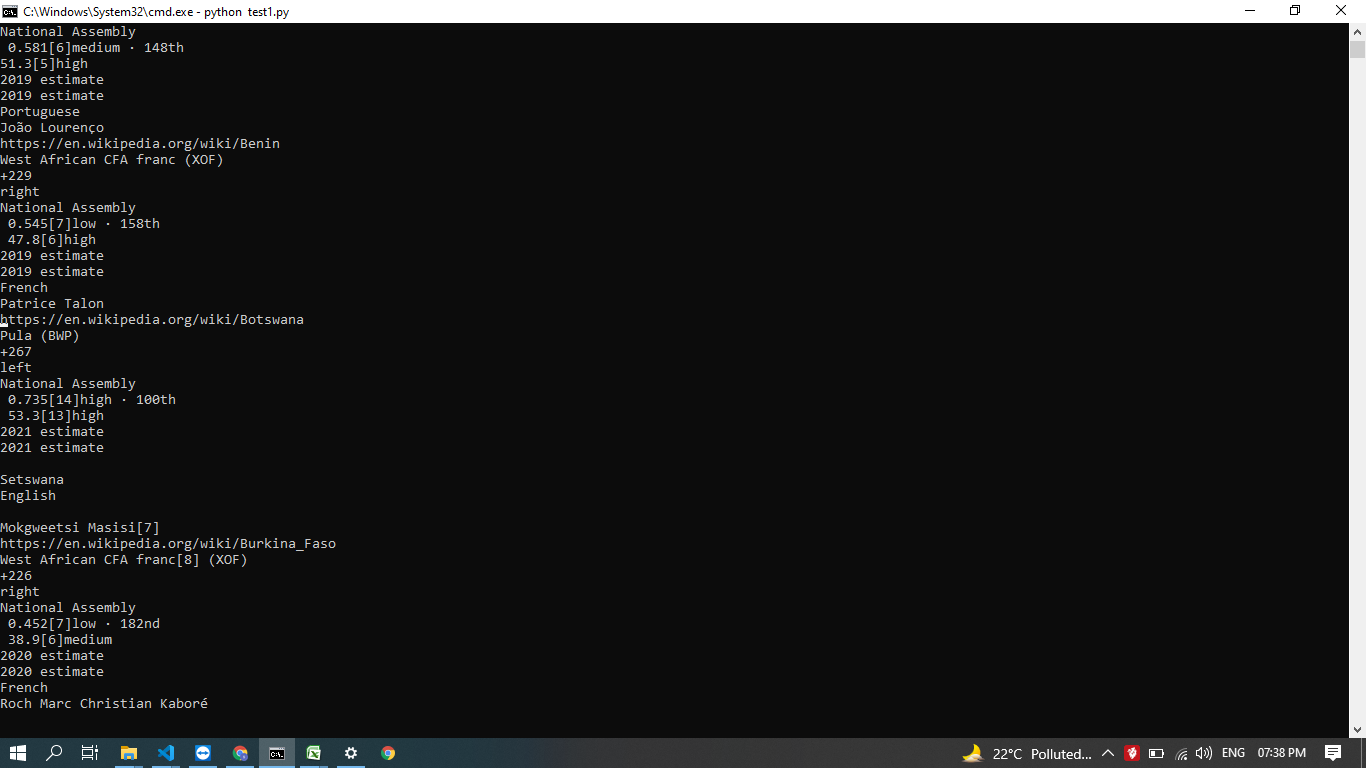 C:\Windows\System32\cmd.exe - python  test1.py
National Assembly
0.581[6]medium · 148th
51.3[5]high
2019 estimate
2019 estimate
Portuguese
João Lourenço
https://en.wikipedia.org/wiki/Benin
West African CFA franc (XOF)
+229
right
National Assembly
0.545[7]low · 158th
47.8[6]high
2019 estimate
2019 estimate
French
Patrice Talon
https://en.wikipedia.org/wiki/Botswana
Pula (BWP)
+267
left
National Assembly
0.735[14]high · 100th
53.3[13]high
2021 estimate
2021 estimate
Setswana
English
Mokgweetsi Masisi[7]
https://en.wikipedia.org/wiki/Burkina_Faso
West African CFA franc[8] (XOF)
+226
right
National Assembly
0.452[7]low · 182nd
38.9[6]medium
2020 estimate
2020 estimate
French
Roch Marc Christian Kaboré
22°C Polluted... ENG 07:38 PM